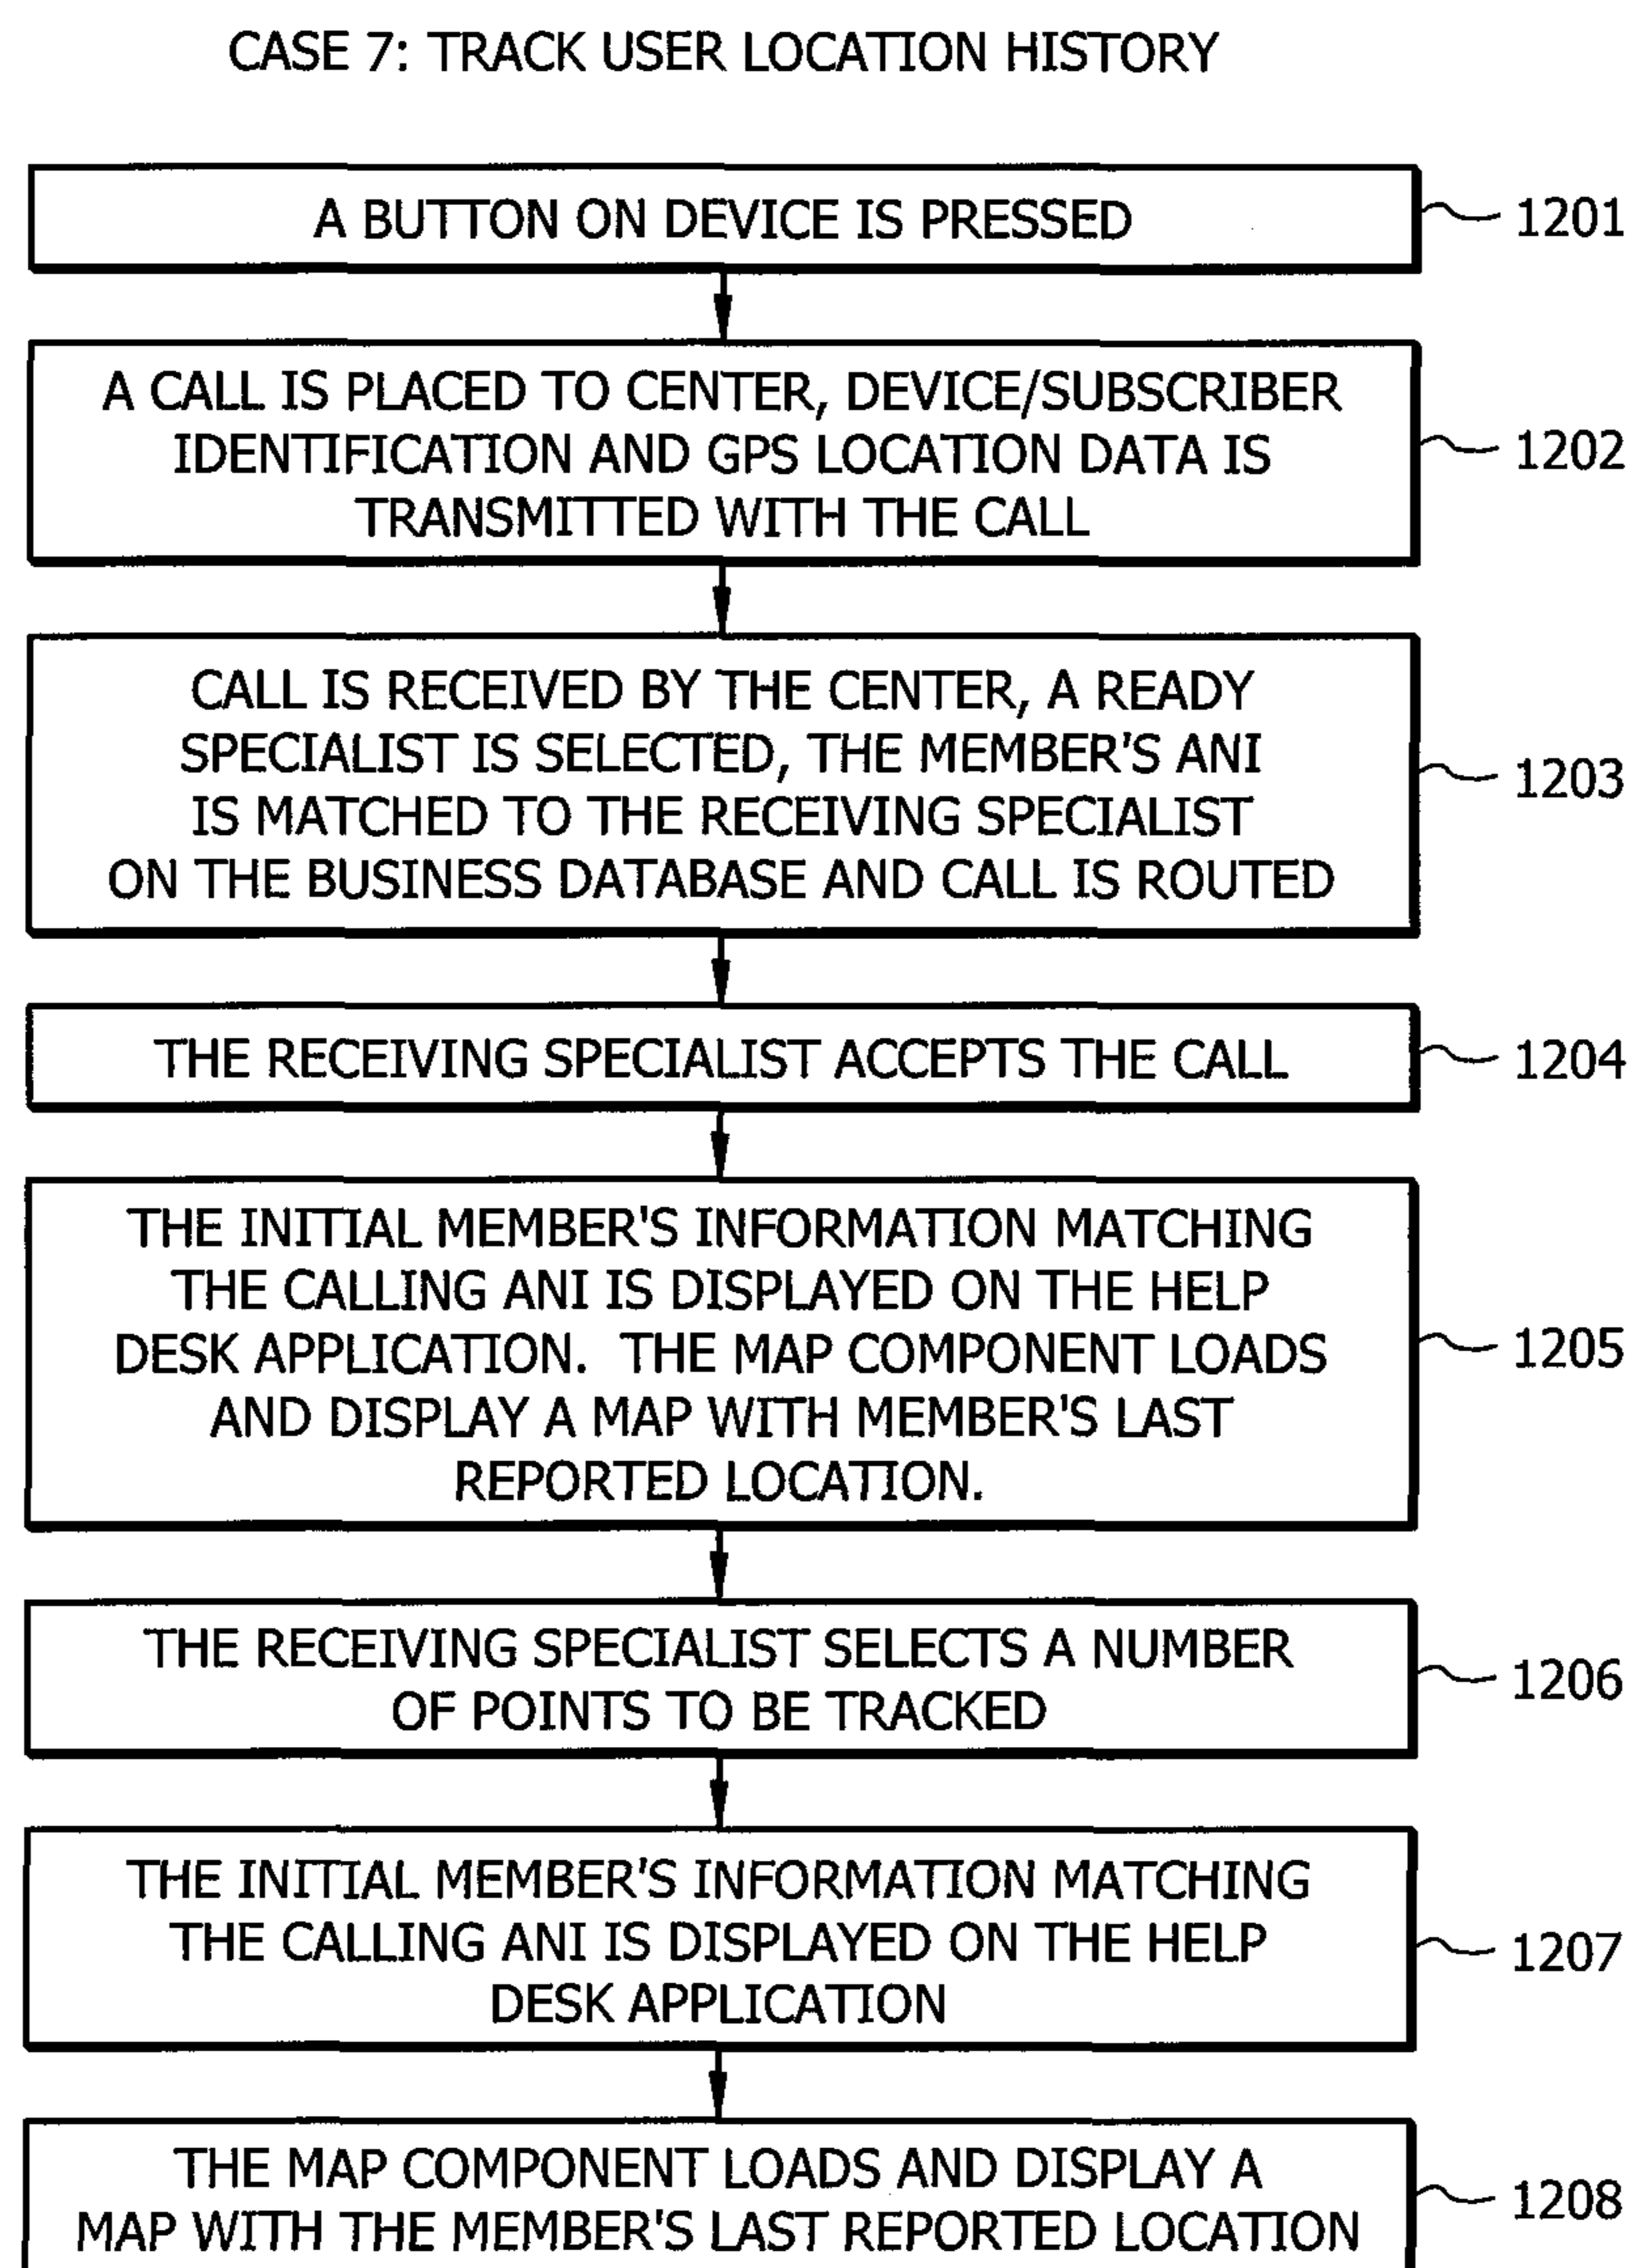 CASE 7: TRACK USER LOCATION HISTORY
A BUTTON ON DEVICE IS PRESSED
1201
A CALL IS PLACED TO CENTER, DEVICE/SUBSCRIBER
IDENTIFICATION AND GPS LOCATION DATA IS
TRANSMITTED WITH THE CALL
1202
CALL IS RECEIVED BY THE CENTER, A READY
SPECIALIST IS SELECTED, THE MEMBER'S ANI
IS MATCHED TO THE RECEIVING SPECIALIST
ON THE BUSINESS DATABASE AND CALL IS ROUTED
1203
THE RECEIVING SPECIALIST ACCEPTS THE CALL
1204
THE INITIAL MEMBER'S INFORMATION MATCHING
THE CALLING ANI IS DISPLAYED ON THE HELP
DESK APPLICATION. THE MAP COMPONENT LOADS
AND DISPLAY A MAP WITH MEMBER'S LAST
REPORTED LOCATION.
1205
THE RECEIVING SPECIALIST SELECTS A NUMBER
OF POINTS TO BE TRACKED
1206
THE INITIAL MEMBER'S INFORMATION MATCHING
THE CALLING ANI IS DISPLAYED ON THE HELP
DESK APPLICATION
1207
THE MAP COMPONENT LOADS AND DISPLAY A
MAP WITH THE MEMBER'S LAST REPORTED LOCATION
1208